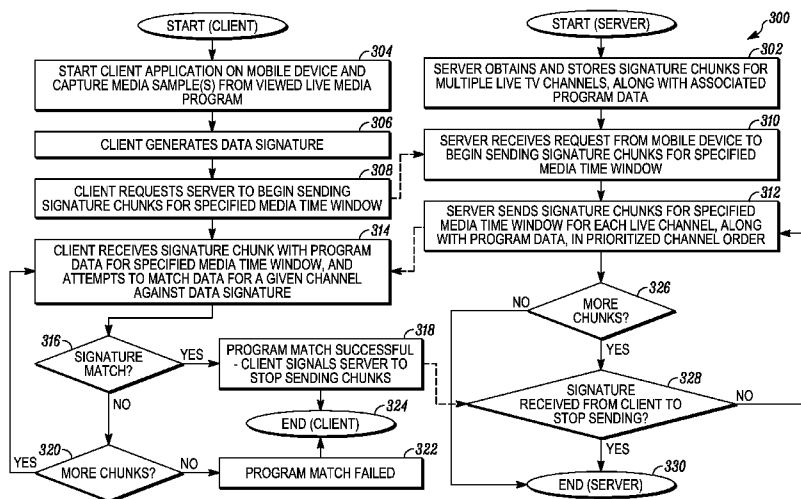 START (CLIENT)
304
START CLIENT APPLICATION ON MOBILE DEVICE AND
CAPTURE MEDIA SAMPLE(S) FROM VIEWED LIVE MEDIA
PROGRAM
306
CLIENT GENERATES DATA SIGNATURE
308
CLIENT REQUESTS SERVER TO BEGIN SENDING
SIGNATURE CHUNKS FOR SPECIFIED MEDIA TIME WINDOW
314
CLIENT RECEIVES SIGNATURE CHUNK WITH PROGRAM
DATA FOR SPECIFIED MEDIA TIME WINDOW, AND
ATTEMPTS TO MATCH DATA FOR A GIVEN CHANNEL
AGAINST DATA SIGNATURE
316
SIGNATURE
MATCH?
YES
NO
318
PROGRAM MATCH SUCCESSFUL
- CLIENT SIGNALS SERVER TO
STOP SENDING CHUNKS
324
END (CLIENT)
320
YES
MORE CHUNKS?
NO
322
PROGRAM MATCH FAILED
START (SERVER)
300
302
SERVER OBTAINS AND STORES SIGNATURE CHUNKS FOR
MULTIPLE LIVE TV CHANNELS, ALONG WITH ASSOCIATED
PROGRAM DATA
310
SERVER RECEIVES REQUEST FROM MOBILE DEVICE TO
BEGIN SENDING SIGNATURE CHUNKS FOR SPECIFIED
MEDIA TIME WINDOW
312
SERVER SENDS SIGNATURE CHUNKS FOR SPECIFIED
MEDIA TIME WINDOW FOR EACH LIVE CHANNEL, ALONG
WITH PROGRAM DATA, IN PRIORITIZED CHANNEL ORDER
326
NO
MORE
CHUNKS?
YES
328
SIGNATURE
RECEIVED FROM CLIENT TO
STOP SENDING?
NO
YES
330
END (SERVER)